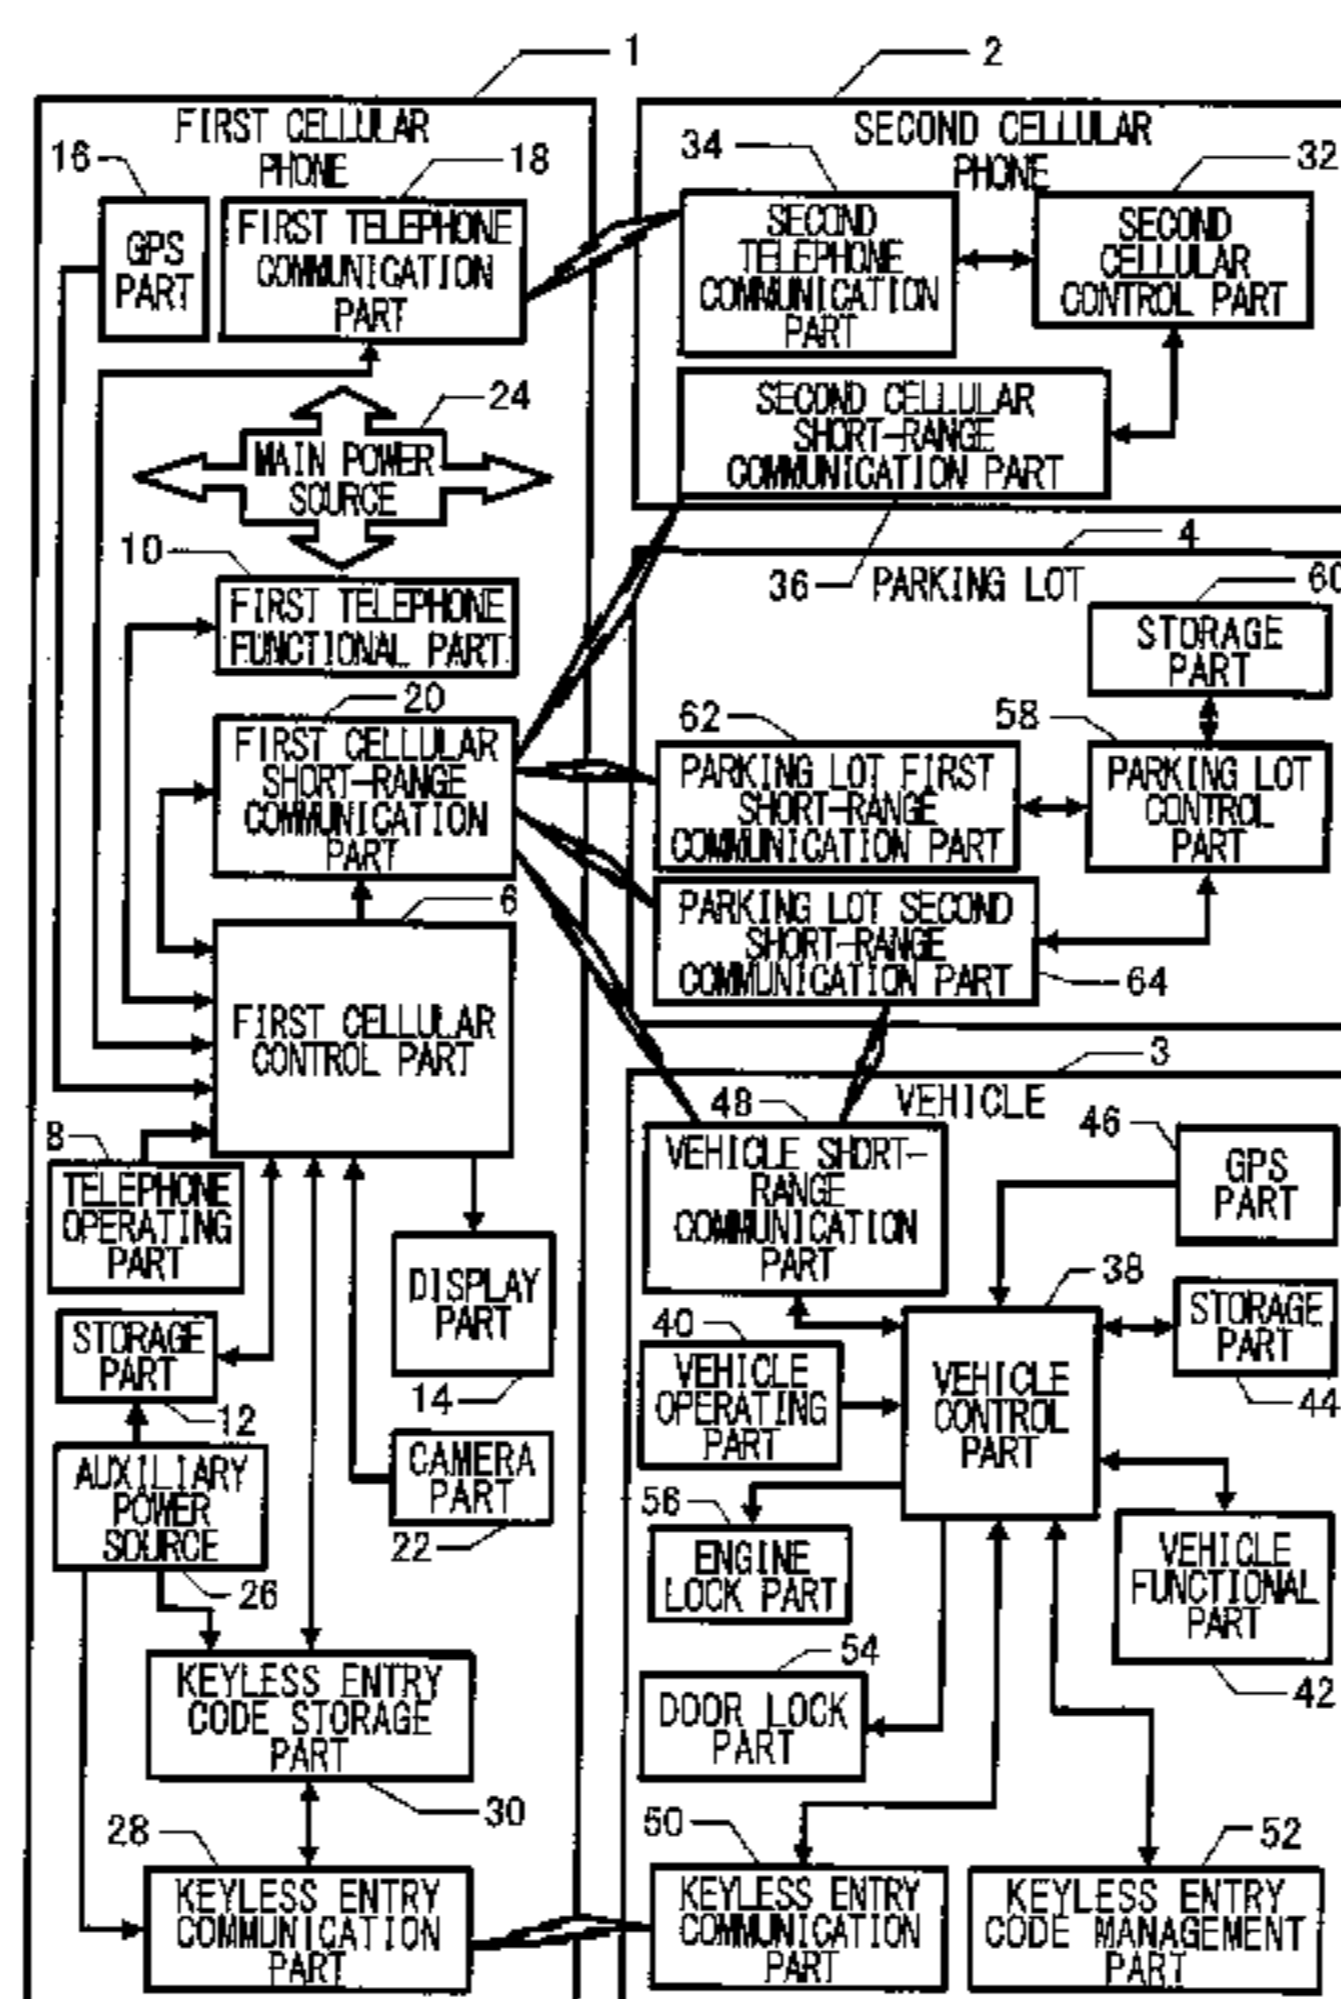 1
2
FIRST CELLULAR
PHONE
16
18
GPS
PART
FIRST TELEPHONE
COMMUNICATION
PART
24
MAIN POWER
SOURCE
10
FIRST TELEPHONE
FUNCTIONAL PART
20
FIRST CELLULAR
SHORT-RANGE
COMMUNICATION
PART
6
FIRST CELLULAR
CONTROL PART
8
TELEPHONE
OPERATING
PART
DISPLAY
PART
14
STORAGE
PART
12
CAMERA
PART
22
AUXILIARY
POWER
SOURCE
26
KEYLESS ENTRY
CODE STORAGE
PART
30
28
KEYLESS ENTRY
COMMUNICATION
PART
SECOND CELLULAR
PHONE
34
32
SECOND
TELEPHONE
COMMUNICATION
PART
SECOND
CELLULAR
CONTROL PART
SECOND CELLULAR
SHORT-RANGE
COMMUNICATION PART
36
4
PARKING LOT
60
STORAGE
PART
62
58
PARKING LOT FIRST
SHORT-RANGE
COMMUNICATION PART
PARKING LOT
CONTROL
PART
PARKING LOT SECOND
SHORT-RANGE
COMMUNICATION PART
64
3
VEHICLE
48
46
VEHICLE SHORT-
RANGE
COMMUNICATION
PART
GPS
PART
38
40
STORAGE
PART
44
VEHICLE
OPERATING
PART
VEHICLE
CONTROL
PART
56
ENGINE
LOCK PART
VEHICLE
FUNCTIONAL
PART
42
54
DOOR LOCK
PART
50
52
KEYLESS ENTRY
COMMUNICATION
PART
KEYLESS ENTRY
CODE MANAGEMENT
PART